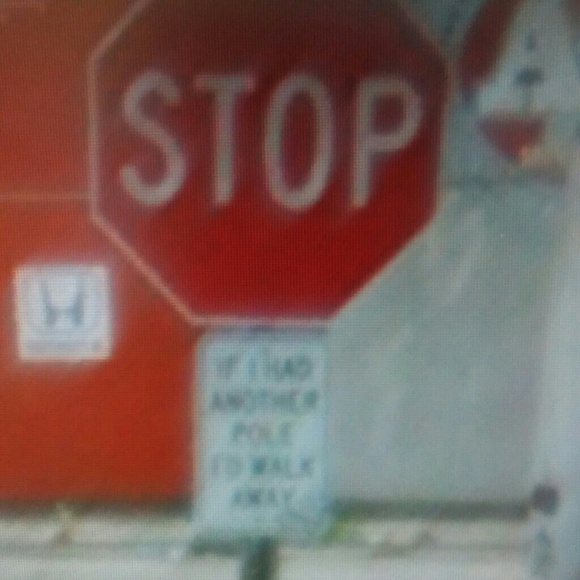 STOP
IF I HAD
ANOTHER
POLE
I'D WALK
AWAY